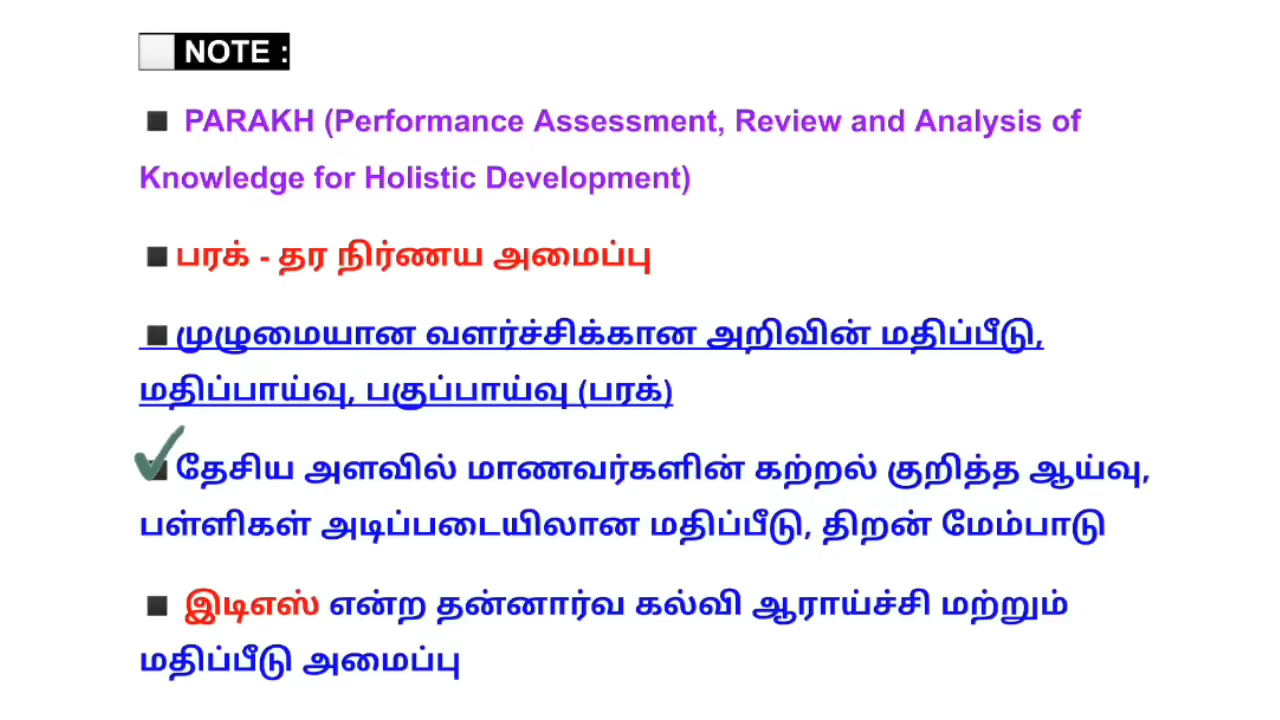 NOTE :
◾ PARAKH (Performance Assessment, Review and Analysis of
Knowledge for Holistic Development)
◾பரக் - தர நிர்ணய அமைப்பு
◾முழுமையான வளர்ச்சிக்கான அறிவின் மதிப்பீடு,
மதிப்பாய்வு, பகுப்பாய்வு (பரக்)
◾தேசிய அளவில் மாணவர்களின் கற்றல் குறித்த ஆய்வு,
பள்ளிகள் அடிப்படையிலான மதிப்பீடு, திறன் மேம்பாடு
◾ இடிஎஸ் என்ற தன்னார்வ கல்வி ஆராய்ச்சி மற்றும்
மதிப்பீடு அமைப்பு